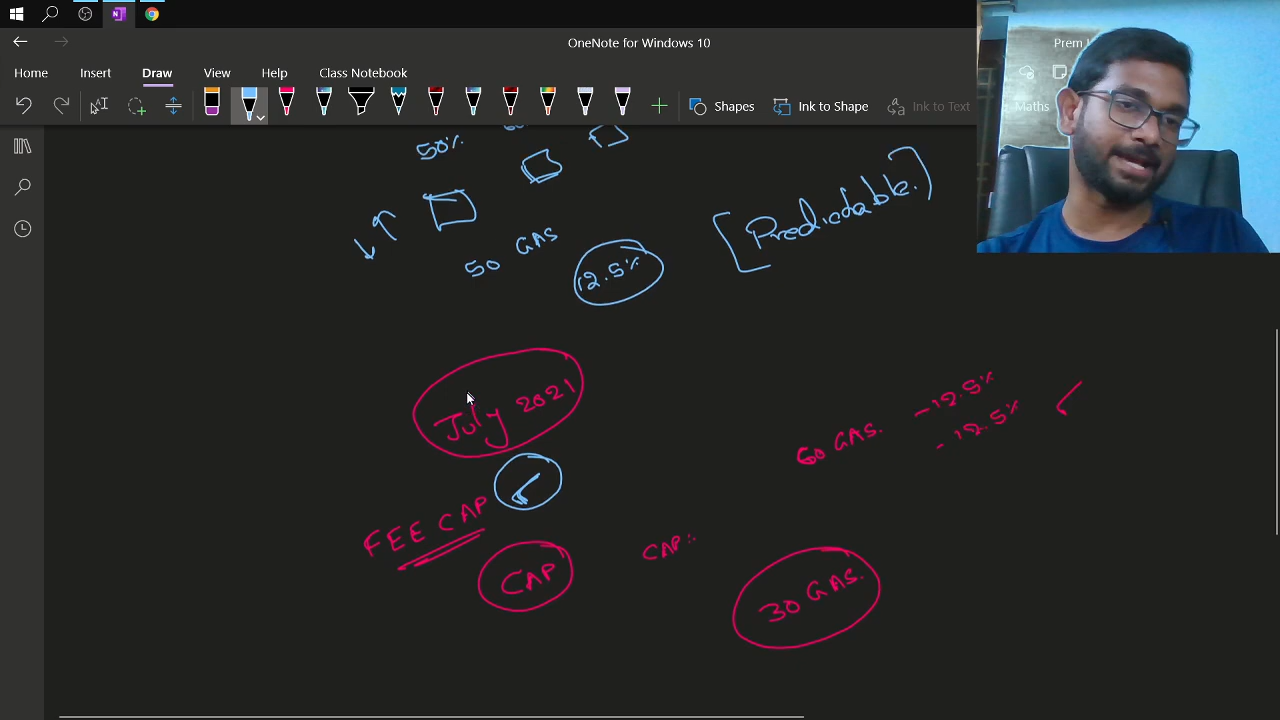 OneNote for Windows 10
Prem
Home
Insert
Draw
View
Help
Class Notebook
Shapes
Ink to Shape
Ink to Text
Maths
50%
50 GAS
12.5%
[Predictable.]
July 2021
60 GAS. -12.5%
-12.5%
FEE CAP
CAP
CAP:
30 GAS.